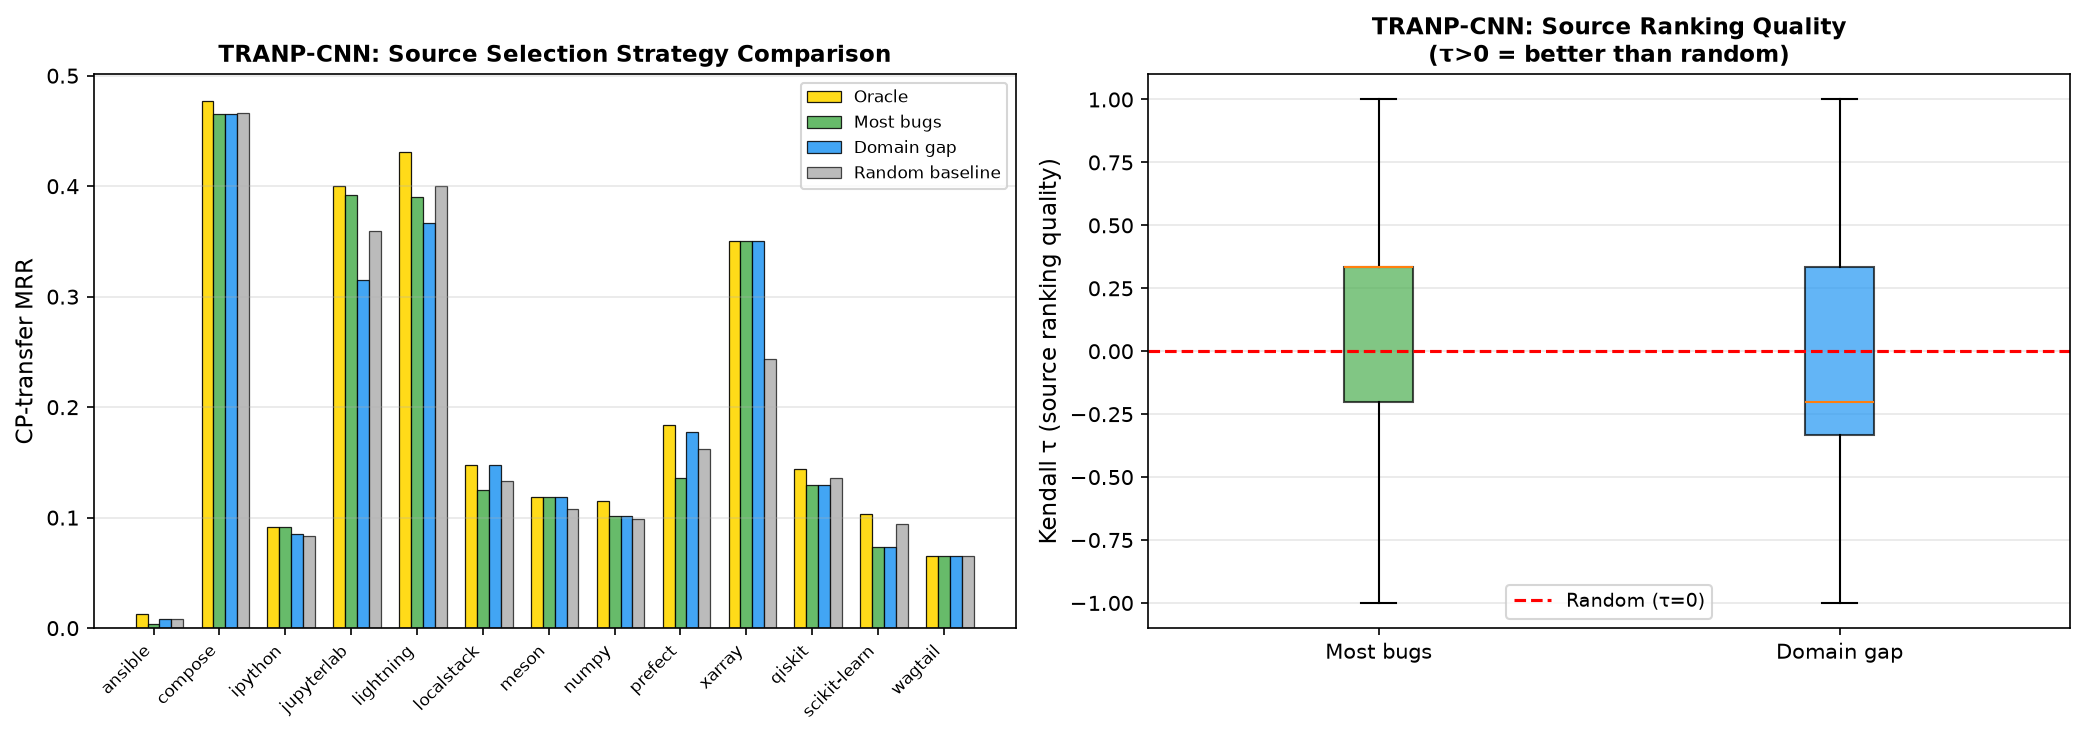 TRANP-CNN: Source Selection Strategy Comparison
CP-transfer MRR
0.5
0.4
0.3
0.2
0.1
0.0
Oracle
Most bugs
Domain gap
Random baseline
ansible
compose
ipython
jupyterlab
lightning
localstack
meson
numpy
prefect
xarray
qiskit
scikit-learn
wagtail
TRANP-CNN: Source Ranking Quality
(τ>0 = better than random)
Kendall τ (source ranking quality)
1.00
0.75
0.50
0.25
0.00
−0.25
−0.50
−0.75
−1.00
Random (τ=0)
Most bugs
Domain gap